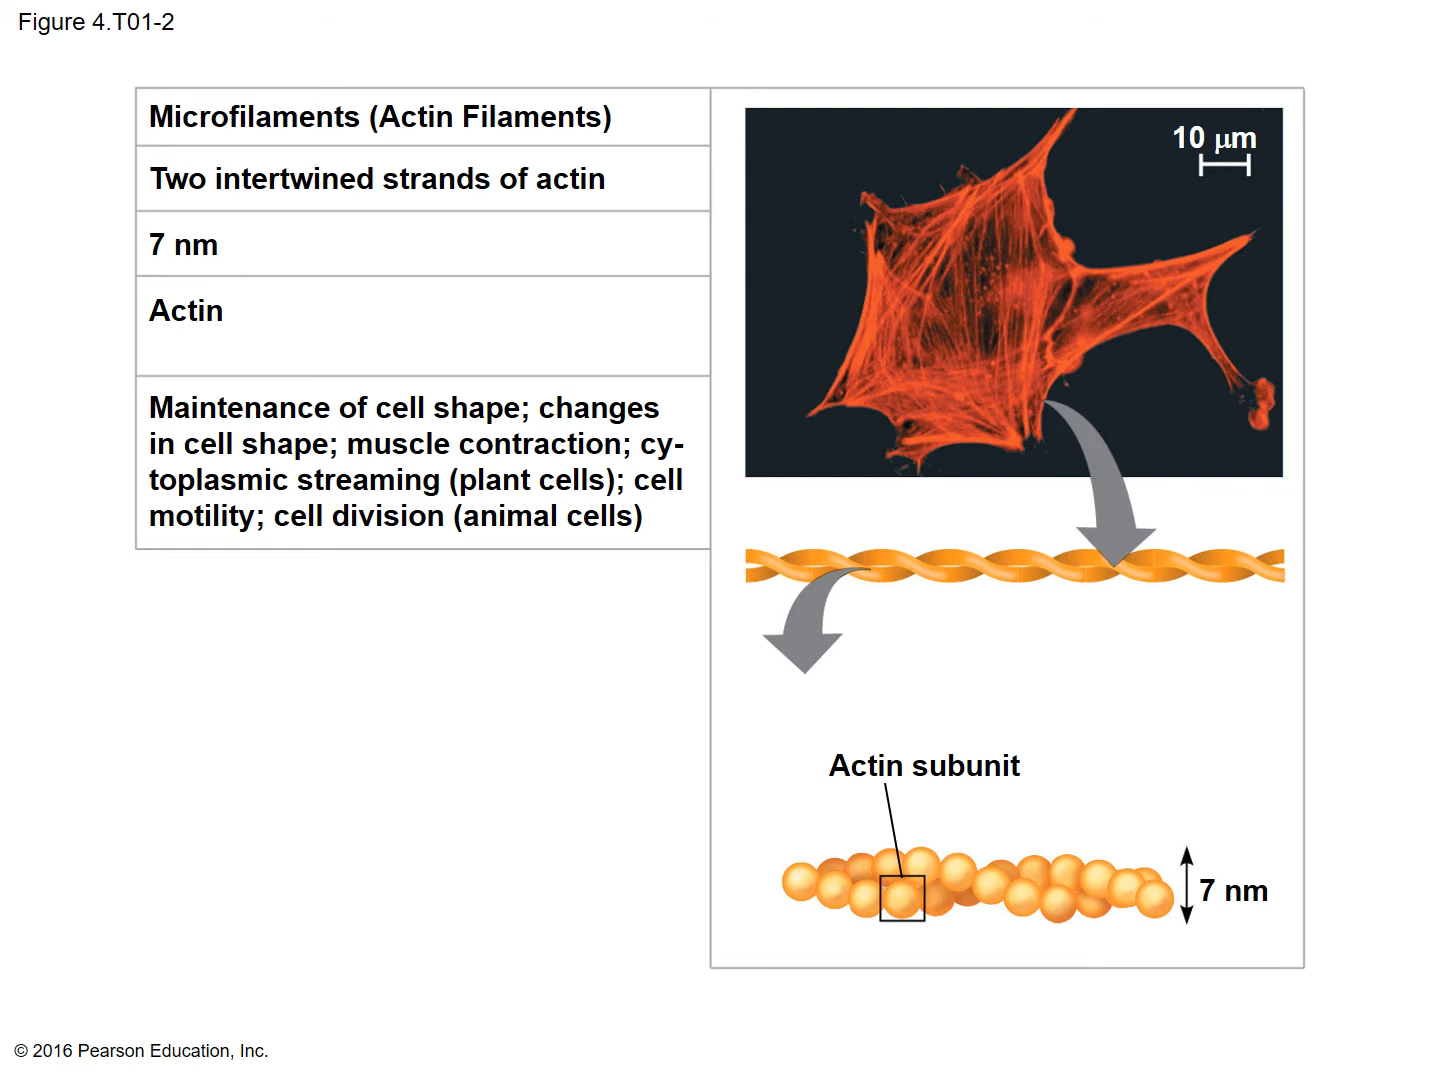 Figure 4.T01-2
Microfilaments (Actin Filaments)
Two intertwined strands of actin
7 nm
Actin
Maintenance of cell shape; changes
in cell shape; muscle contraction; cy-
toplasmic streaming (plant cells); cell
motility; cell division (animal cells)
10 μm
Actin subunit
7 nm
© 2016 Pearson Education, Inc.